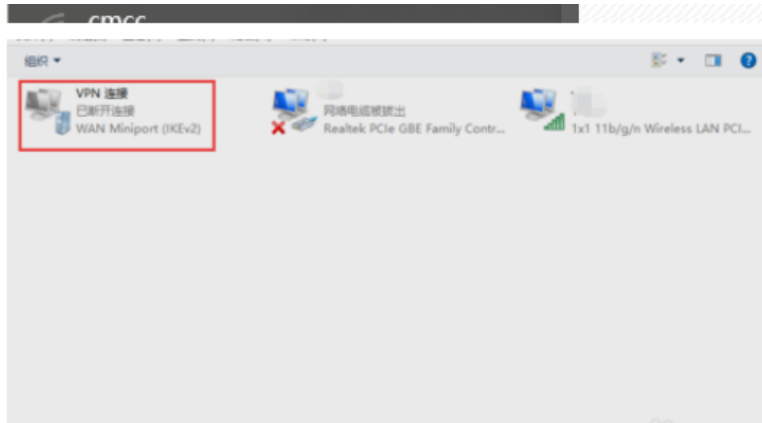 cmcc
组织
VPN 连接
已断开连接
WAN Miniport (IKEv2)
网络电缆被拔出
Realtek PCIe GBE Family Contr...
1x1 11b/g/n Wireless LAN PCI...